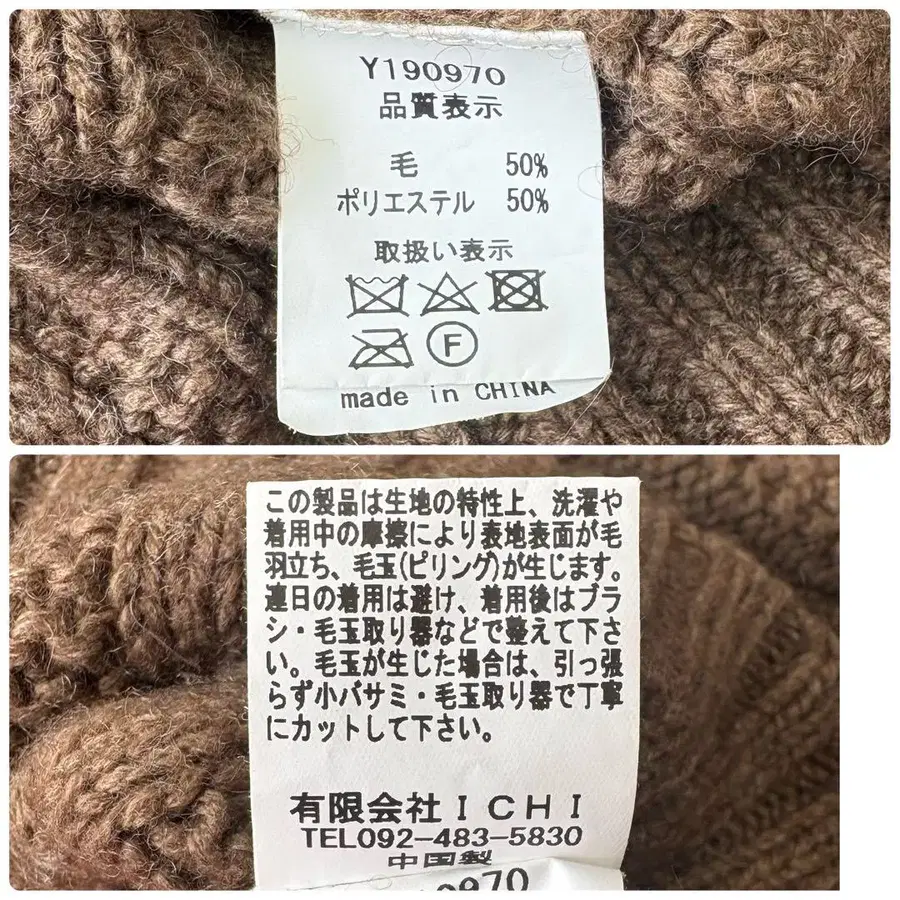 Y190970
品質表示
毛 50%
ポリエステル 50%
取扱い表示
F
made in CHINA
この製品は生地の特性上、洗濯や
着用中の摩擦により表地表面が毛
羽立ち、毛玉(ピリング)が生じます。
連日の着用は避け、着用後はブラ
シ・毛玉取り器などで整えて下さ
い。毛玉が生じた場合は、引っ張
らず小バサミ・毛玉取り器で丁寧
にカットして下さい。
有限会社ＩＣＨＩ
TEL092-483-5830
中国製
190970